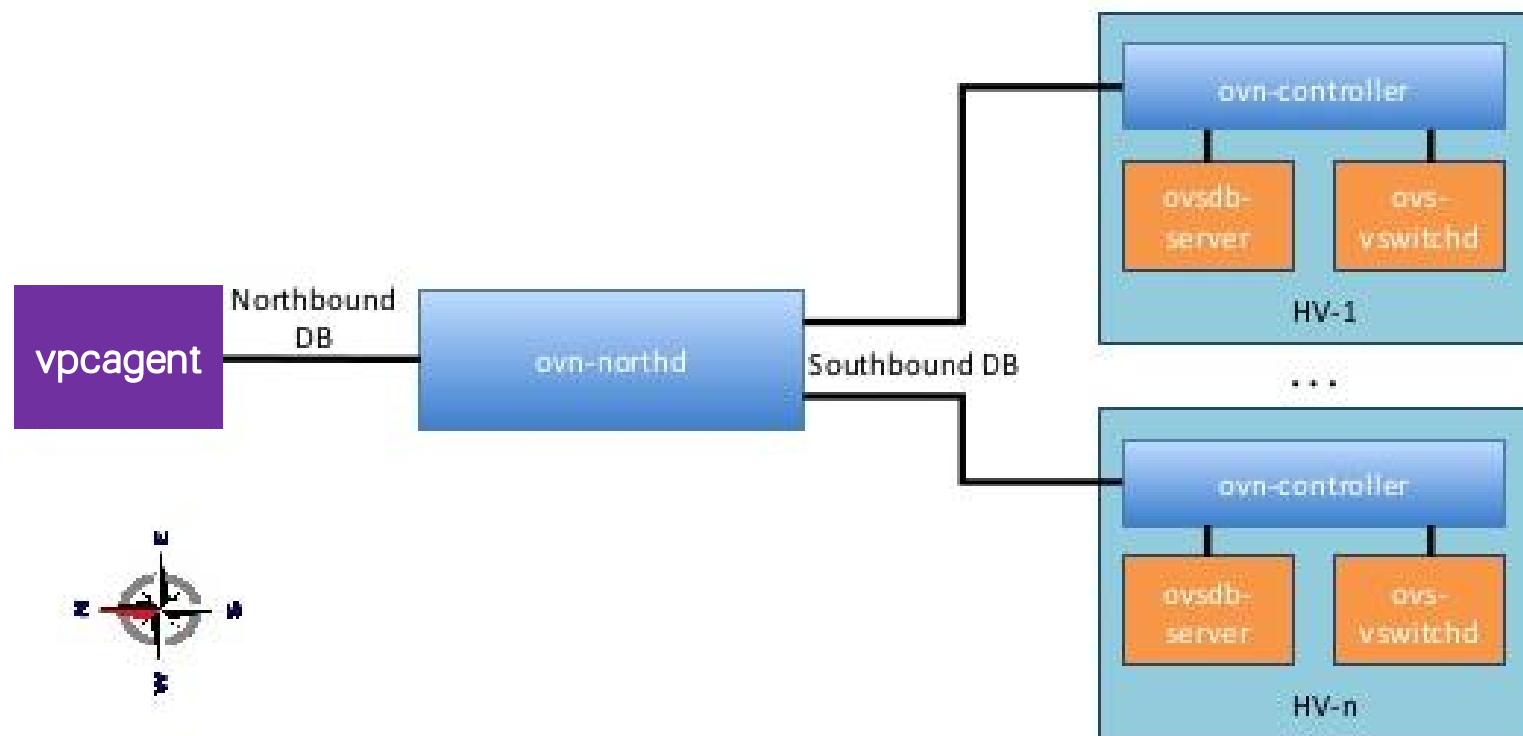 ovn-controller
ovsdb-
server
ovs-
vswitchd
HV-1
vpcagent
Northbound
DB
ovn-northd
Southbound DB
...
ovn-controller
ovsdb-
server
ovs-
vswitchd
HV-n
E
N
S
W